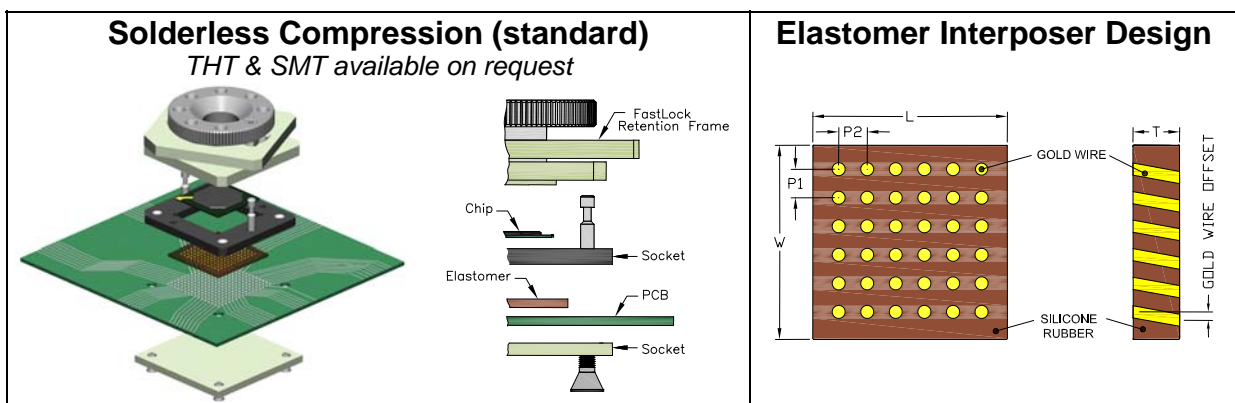 Solderless Compression (standard)
THT & SMT available on request
FastLock
Retention Frame
Chip
Socket
Elastomer
PCB
Socket
Elastomer Interposer Design
L
P2
T
GOLD WIRE
P1
W
GOLD WIRE OFFSET
SILICONE
RUBBER